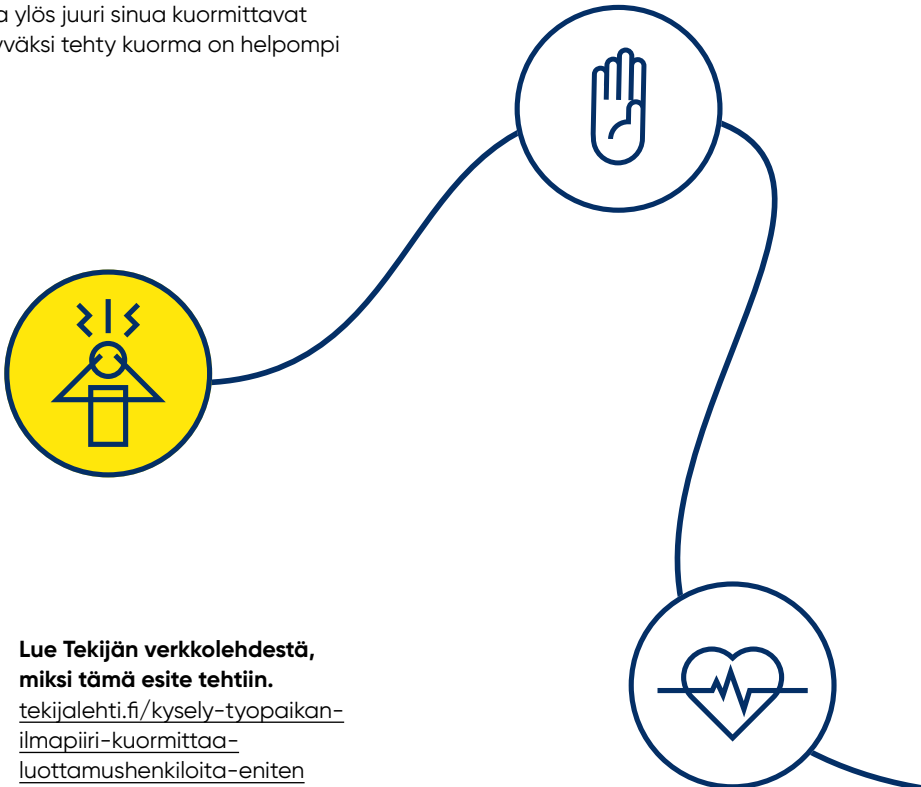 ylös juuri sinua kuormittavat
tehty kuorma on helpompi
Lue Tekijän verkkolehdestä,
miksi tämä esite tehtiin.
tekijalehti.fi/kysely-tyopaikan-
ilmapiiri-kuormittaa-
luottamushenkiloita-eniten